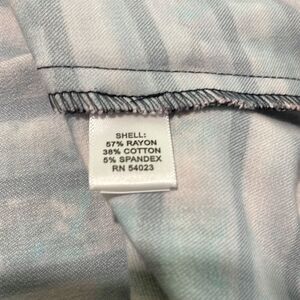 SHELL:
57% RAYON
38% COTTON
5% SPANDEX
RN 54023